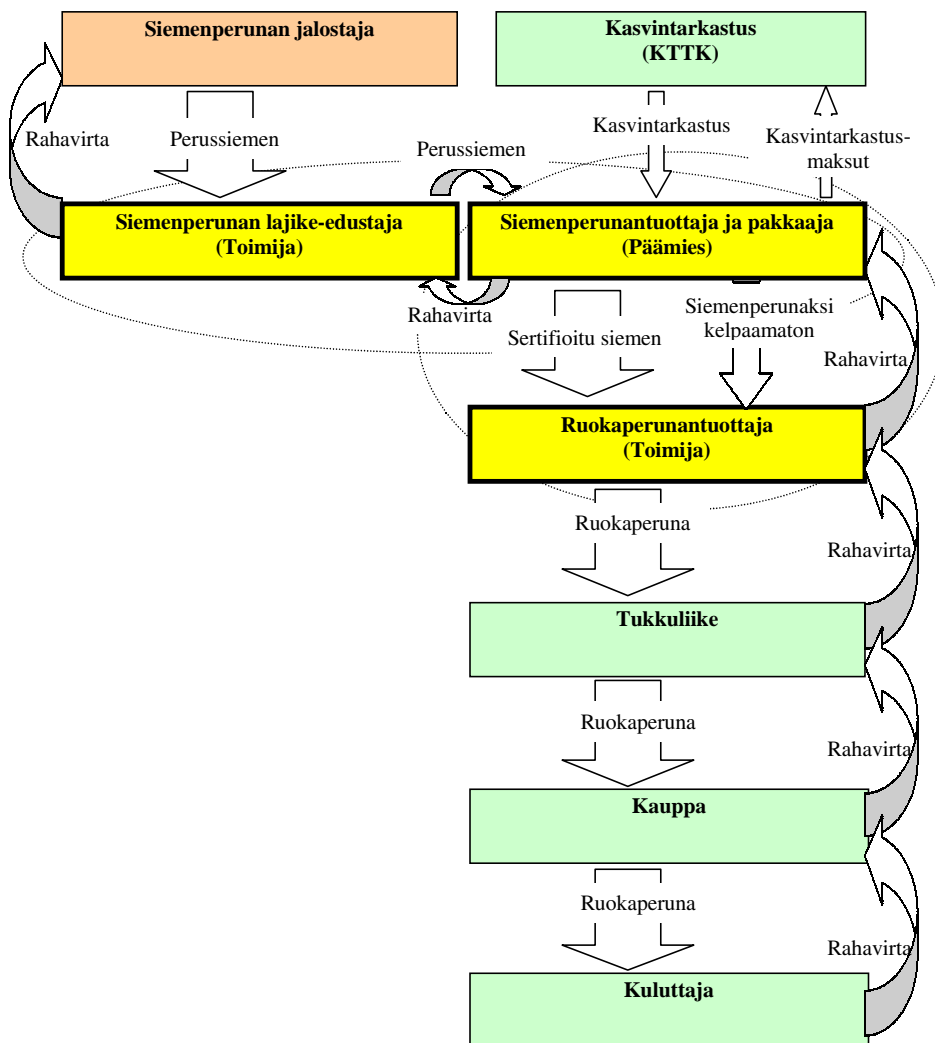 Siemenperunan jalostaja
Kasvintarkastus
(KTTK)
Rahavirta
Perussiemen
Perussiemen
Kasvintarkastus
Kasvintarkastus-
maksut
Siemenperunan lajike-edustaja
(Toimija)
Siemenperunantuottaja ja pakkaaja
(Päämies)
Rahavirta
Sertifioitu siemen
Siemenperunaksi
kelpaamaton
Rahavirta
Ruokaperunantuottaja
(Toimija)
Ruokaperuna
Rahavirta
Tukkuliike
Ruokaperuna
Rahavirta
Kauppa
Ruokaperuna
Rahavirta
Kuluttaja